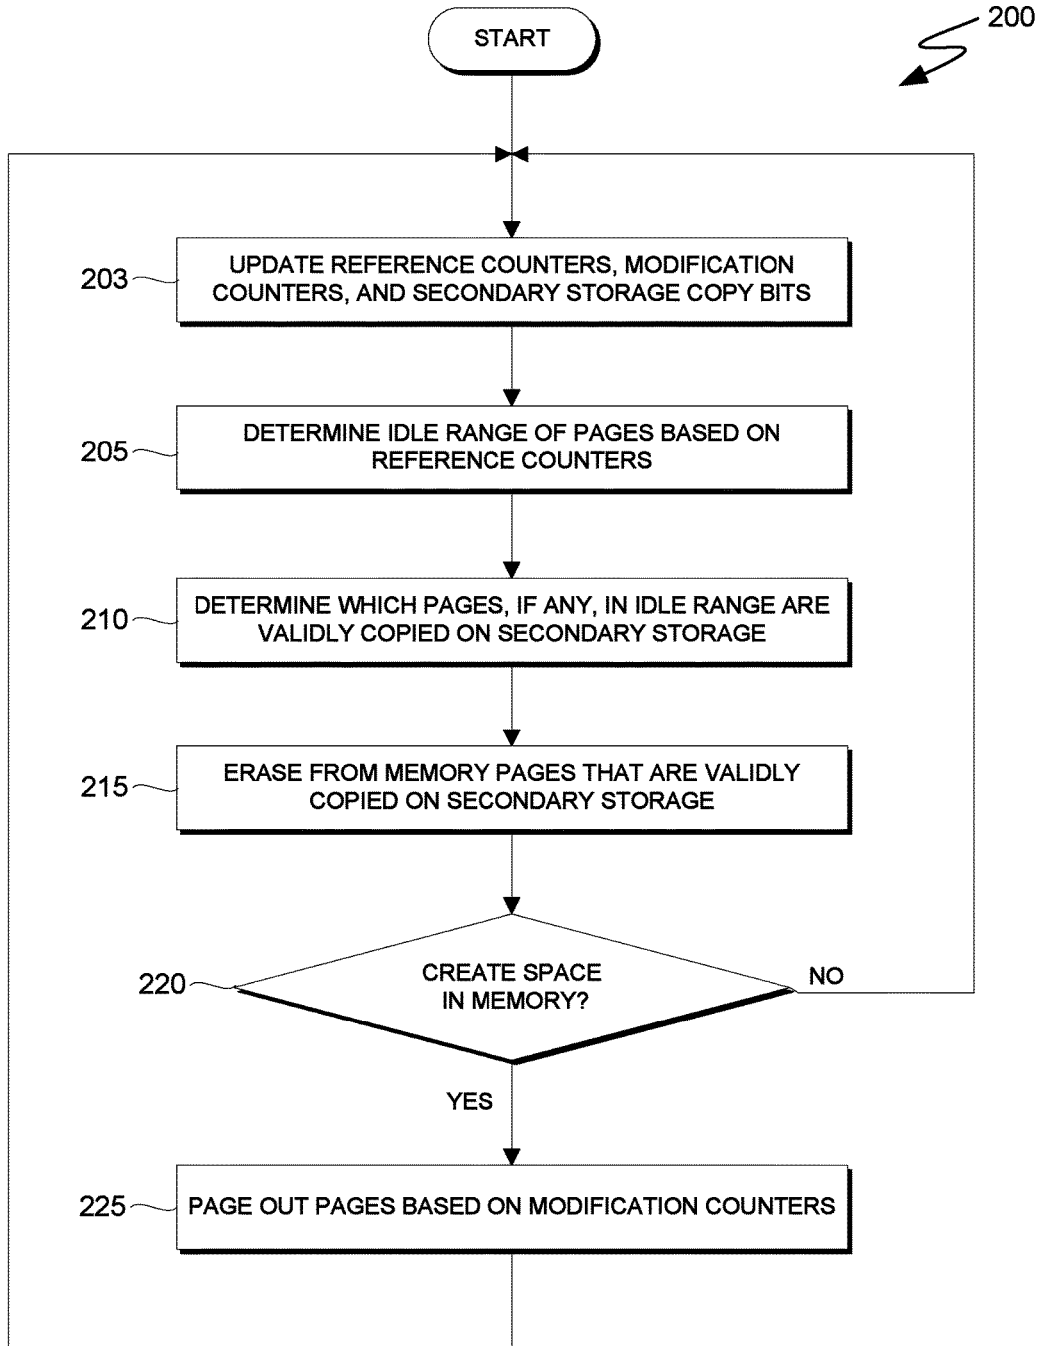 START
200
203
UPDATE REFERENCE COUNTERS, MODIFICATION
COUNTERS, AND SECONDARY STORAGE COPY BITS
205
DETERMINE IDLE RANGE OF PAGES BASED ON
REFERENCE COUNTERS
210
DETERMINE WHICH PAGES, IF ANY, IN IDLE RANGE ARE
VALIDLY COPIED ON SECONDARY STORAGE
215
ERASE FROM MEMORY PAGES THAT ARE VALIDLY
COPIED ON SECONDARY STORAGE
220
CREATE SPACE
IN MEMORY?
NO
YES
225
PAGE OUT PAGES BASED ON MODIFICATION COUNTERS